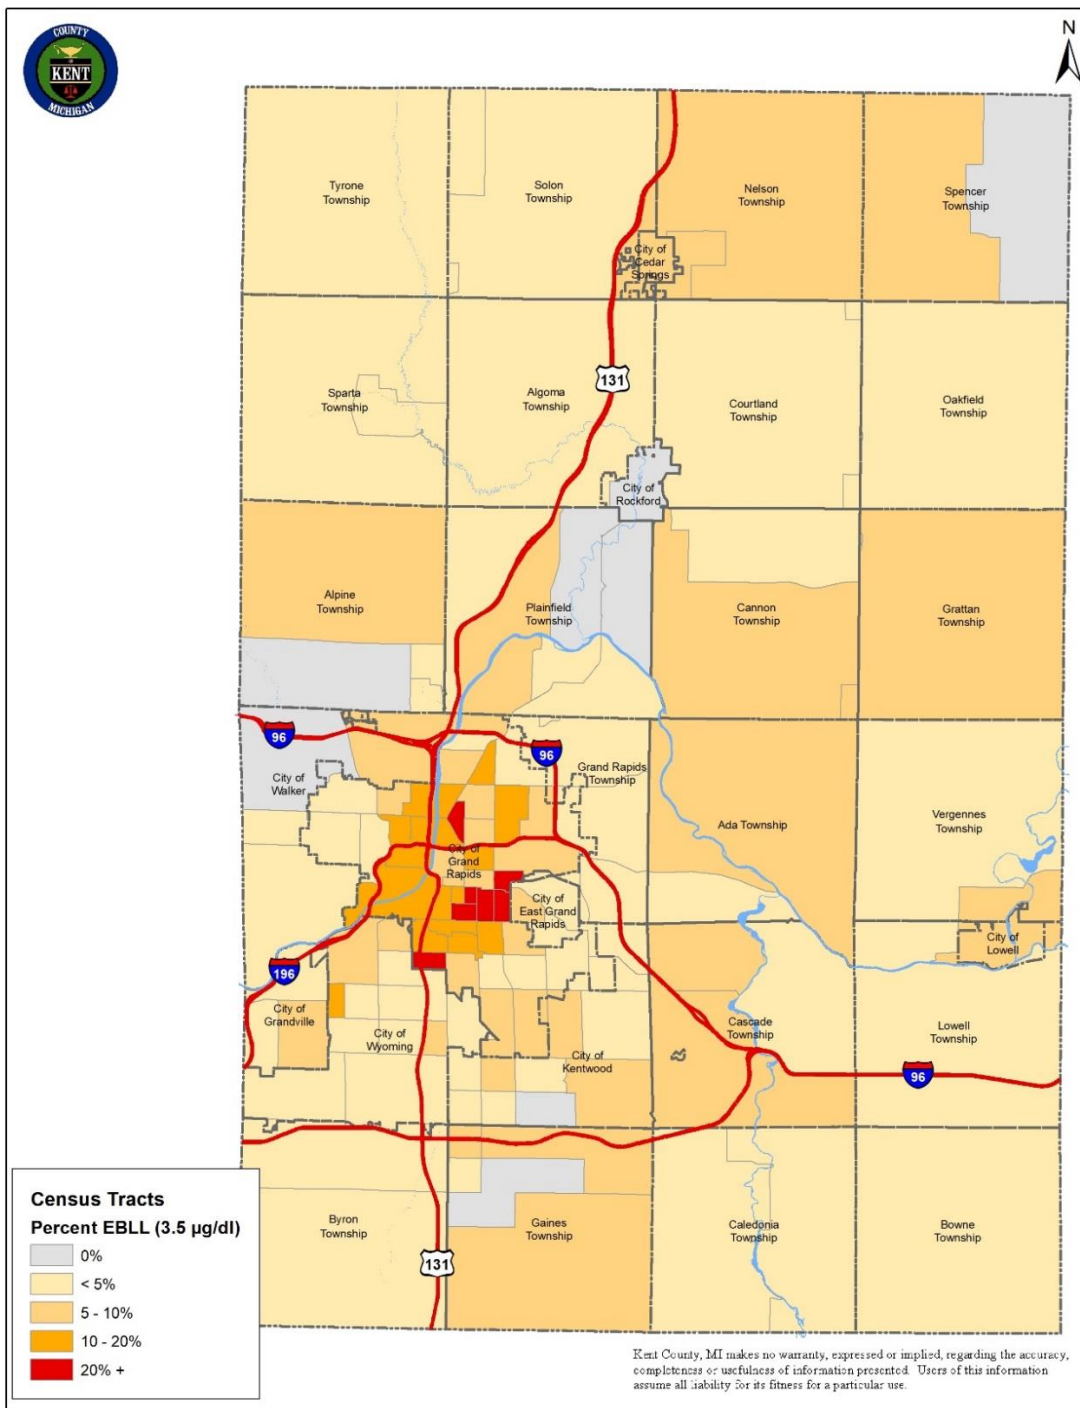 COUNTY
KENT
MICHIGAN
N
Tyrone
Township
Solon
Township
Nelson
Township
Spencer
Township
City of
Cedar
Springs
131
Sparta
Township
Algoma
Township
Courtland
Township
Oakfield
Township
City of
Rockford
Alpine
Township
Plainfield
Township
Cannon
Township
Grattan
Township
96
96
City of
Walker
Grand Rapids
Township
Ada Township
Vergennes
Township
City of
Grand
Rapids
City of
East Grand
Rapids
City of
Lowell
196
City of
Grandville
City of
Wyoming
City of
Kentwood
Cascade
Township
Lowell
Township
96
Byron
Township
131
Gaines
Township
Caledonia
Township
Bowne
Township
Census Tracts
Percent EBLL (3.5 µg/dl)
0%
< 5%
5 - 10%
10 - 20%
20% +
Kent County, MI makes no warranty, expressed or implied, regarding the accuracy,
completeness or usefulness of information presented. Users of this information
assume all liability for its fitness for a particular use.